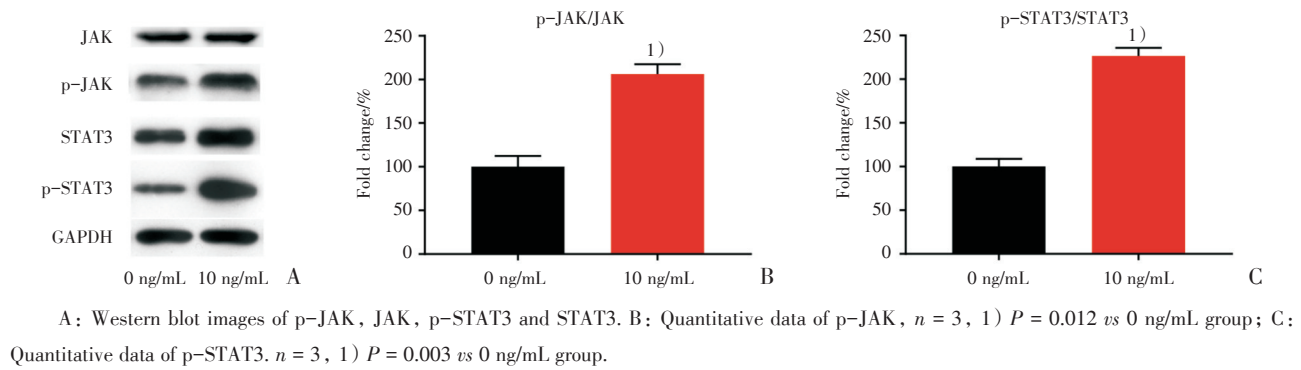 JAK
p-JAK
STAT3
p-STAT3
GAPDH
0 ng/mL 10 ng/mL A
p-JAK/JAK
Fold change/%
250
200
150
100
50
0
1)
0 ng/mL 10 ng/mL B
p-STAT3/STAT3
Fold change/%
250
200
150
100
50
0
1)
0 ng/mL 10 ng/mL C
A: Western blot images of p-JAK, JAK, p-STAT3 and STAT3. B: Quantitative data of p-JAK, n = 3, 1) P = 0.012 vs 0 ng/mL group; C:
Quantitative data of p-STAT3. n = 3, 1) P = 0.003 vs 0 ng/mL group.